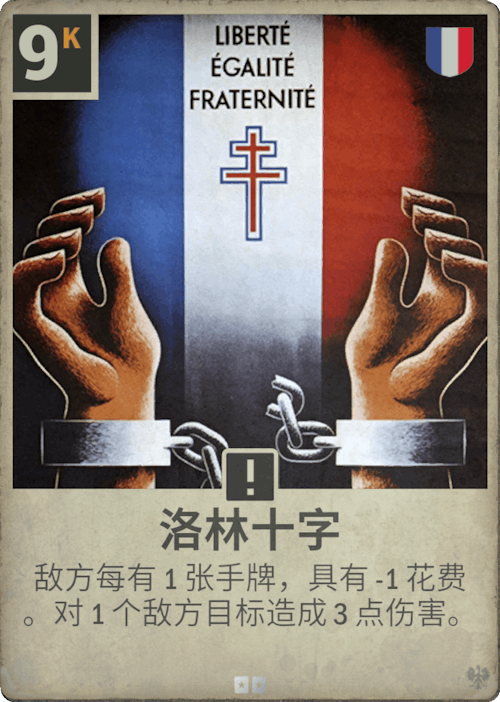 9K
LIBERTÉ
ÉGALITÉ
FRATERNITÉ
!
洛林十字
敌方每有 1 张手牌，具有 -1 花费
。对 1 个敌方目标造成 3 点伤害。